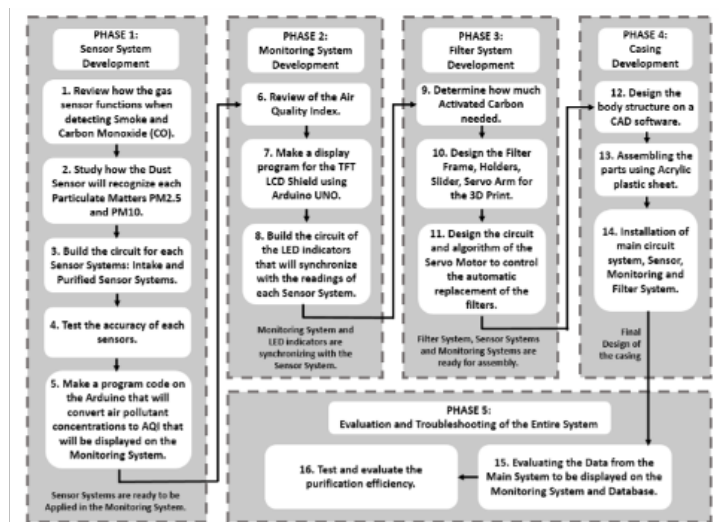 PHASE 1:
Sensor System
Development
1. Review how the gas
sensor functions when
detecting Smoke and
Carbon Monoxide (CO).
2. Study how the Dust
Sensor will recognize each
Particulate Matters PM2.5
and PM10.
3. Build the circuit for each
Sensor Systems: Intake and
Purified Sensor Systems.
4. Test the accuracy of each
sensors.
5. Make a program code on
the Arduino that will
convert air pollutant
concentrations to AQI that
will be displayed on the
Monitoring System.
Sensor Systems are ready to be
Applied in the Monitoring System.
PHASE 2:
Monitoring System
Development
6. Review of the Air
Quality Index.
7. Make a display
program for the TFT
LCD Shield using
Arduino UNO.
8. Build the circuit of
the LED indicators
that will synchronize
with the readings of
each Sensor System.
Monitoring System and
LED indicators are
synchronizing with the
Sensor System.
PHASE 3:
Filter System
Development
9. Determine how much
Activated Carbon
needed.
10. Design the Filter
Frame, Holders,
Slider, Servo Arm for
the 3D Print.
11. Design the circuit
and algorithm of the
Servo Motor to control
the automatic
replacement of the
filters.
Filter System, Sensor Systems
and Monitoring Systems are
ready for assembly.
PHASE 4:
Casing
Development
12. Design the
body structure on a
CAD software.
13. Assembling the
parts using Acrylic
plastic sheet.
14. Installation of
main circuit
system, Sensor,
Monitoring and
Filter System.
Final
Design of
the casing
PHASE 5:
Evaluation and Troubleshooting of the Entire System
16. Test and evaluate the
purification efficiency.
15. Evaluating the Data from the
Main System to be displayed on the
Monitoring System and Database.